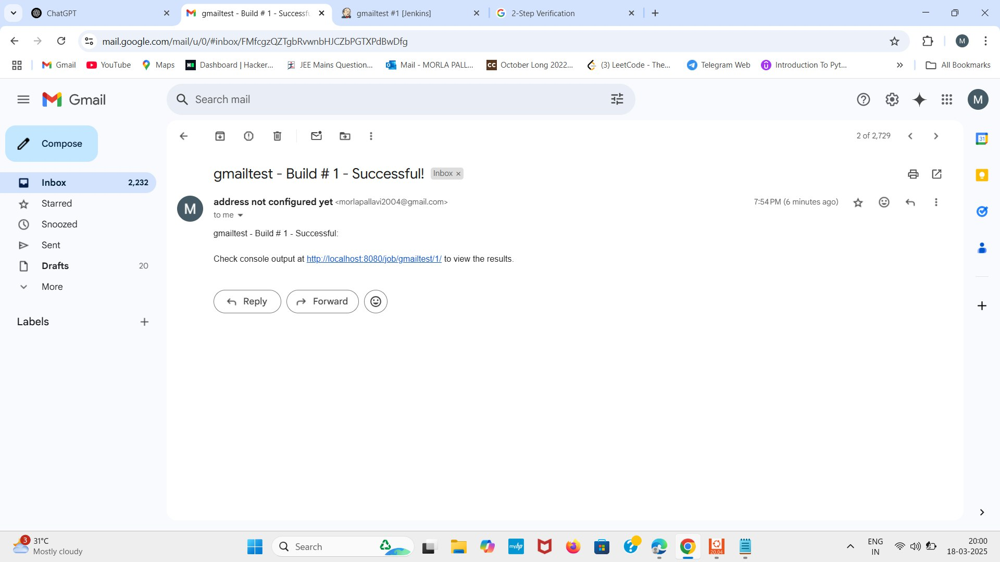 ChatGPT
gmailtest - Build # 1 - Successfu
gmailtest #1 [Jenkins]
2-Step Verification
mail.google.com/mail/u/0/#inbox/FMfcgzQZTgbRvwnbHJCZbPGTXPdBwDfg
M
Gmail
YouTube
Maps
Dashboard | Hacker...
JEE Mains Question...
Mail - MORLA PALL...
CC October Long 2022...
(3) LeetCode - The...
Telegram Web
Introduction To Pyt...
All Bookmarks
Gmail
Search mail
M
Compose
2 of 2,729
31
gmailtest - Build # 1 - Successful!
Inbox
Inbox 2,232
Starred
Snoozed
Sent
Drafts 20
More
Labels
M
address not configured yet <morlapallavi2004@gmail.com>
7:54 PM (6 minutes ago)
to me
gmailtest - Build # 1 - Successful:
Check console output at http://localhost:8080/job/gmailtest/1/ to view the results.
Reply
Forward
3
31°C
Mostly cloudy
Search
myhp
20.04
ENG
IN
20:00
18-03-2025